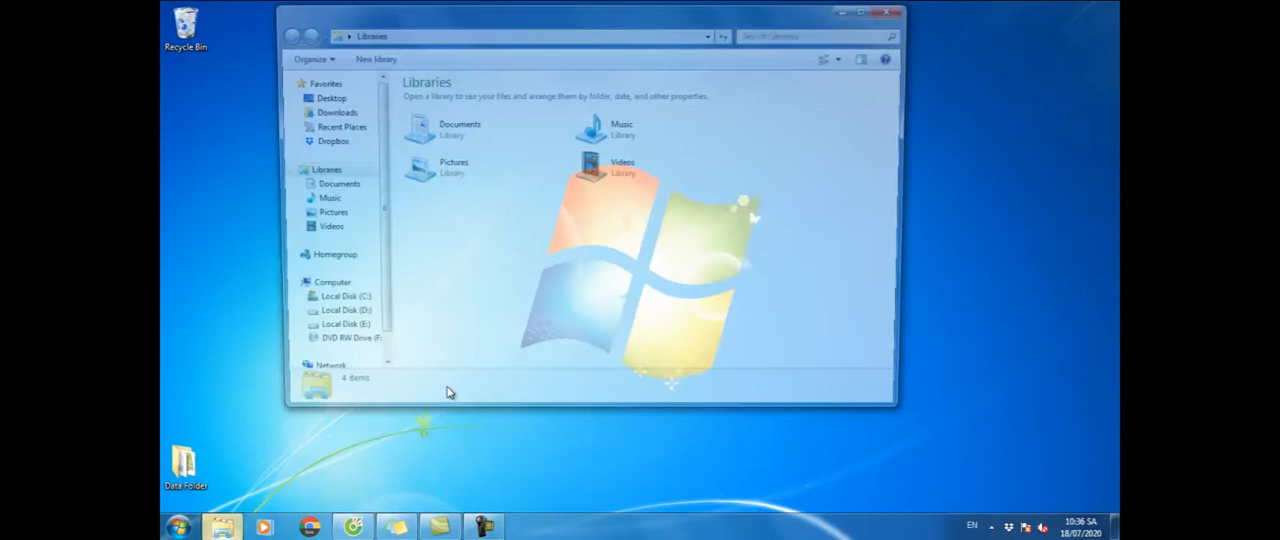 Recycle Bin
Libraries
Search Libraries
Organize
New library
Favorites
Desktop
Downloads
Recent Places
Dropbox
Libraries
Documents
Music
Pictures
Videos
Homegroup
Computer
Local Disk (C:)
Local Disk (D:)
Local Disk (E:)
DVD RW Drive (F:
Network
Libraries
Open a library to see your files and arrange them by folder, date, and other properties.
Documents
Library
Music
Library
Pictures
Library
Videos
Library
4 items
Data Folder
EN
10:36 SA
18/07/2020